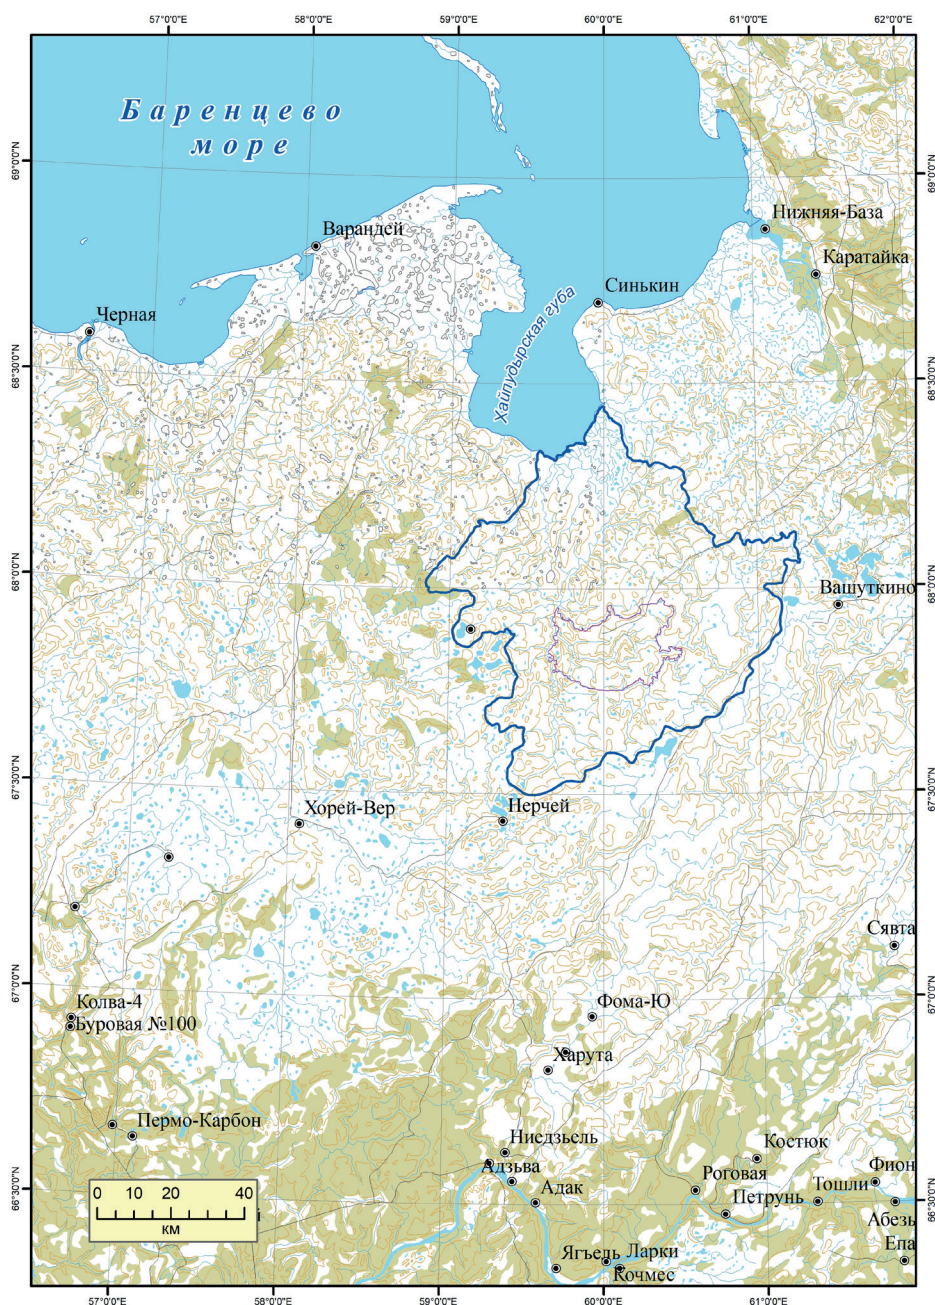 57°0'0"E 58°0'0"E 59°0'0"E 60°0'0"E 61°0'0"E 62°0'0"E
Баренцево
море
69°0'0"N
69°0'0"N
Нижняя-База
Варандей
Каратайка
Синькин
Черная
Хайпудырская губа
68°30'0"N
68°30'0"N
68°0'0"N
68°0'0"N
Вашуткино
67°30'0"N
67°30'0"N
Хорей-Вер
Нерчей
Сявта
67°0'0"N
67°0'0"N
Колва-4
Фома-Ю
Буровая №100
Харута
Пермо-Карбон
Ниедзьель
Костюк
Адзьва
Фион
Роговая
Тошли
Адак
Петрунь
66°30'0"N
66°30'0"N
0 10 20 40
км
й
Абезь
Епа
Ягъель
Ларки
Кочмес
57°0'0"E 58°0'0"E 59°0'0"E 60°0'0"E 61°0'0"E